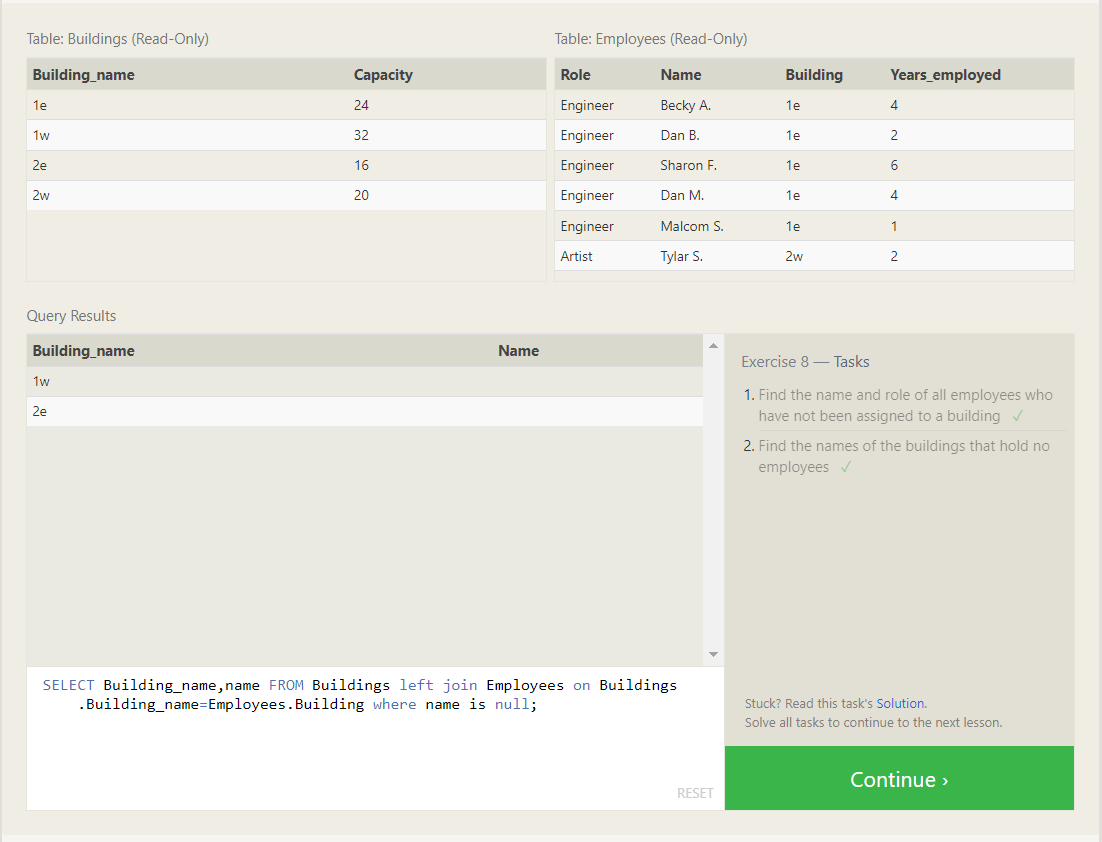 Table: Buildings (Read-Only)
Building_name Capacity
1e 24
1w 32
2e 16
2w 20
Table: Employees (Read-Only)
Role Name Building Years_employed
Engineer Becky A. 1e 4
Engineer Dan B. 1e 2
Engineer Sharon F. 1e 6
Engineer Dan M. 1e 4
Engineer Malcom S. 1e 1
Artist Tylar S. 2w 2
Query Results
Building_name Name
1w
2e
SELECT Building_name,name FROM Buildings left join Employees on Buildings
.Building_name=Employees.Building where name is null;
RESET
Exercise 8 — Tasks
1. Find the name and role of all employees who
have not been assigned to a building ✓
2. Find the names of the buildings that hold no
employees ✓
Stuck? Read this task's Solution.
Solve all tasks to continue to the next lesson.
Continue ›